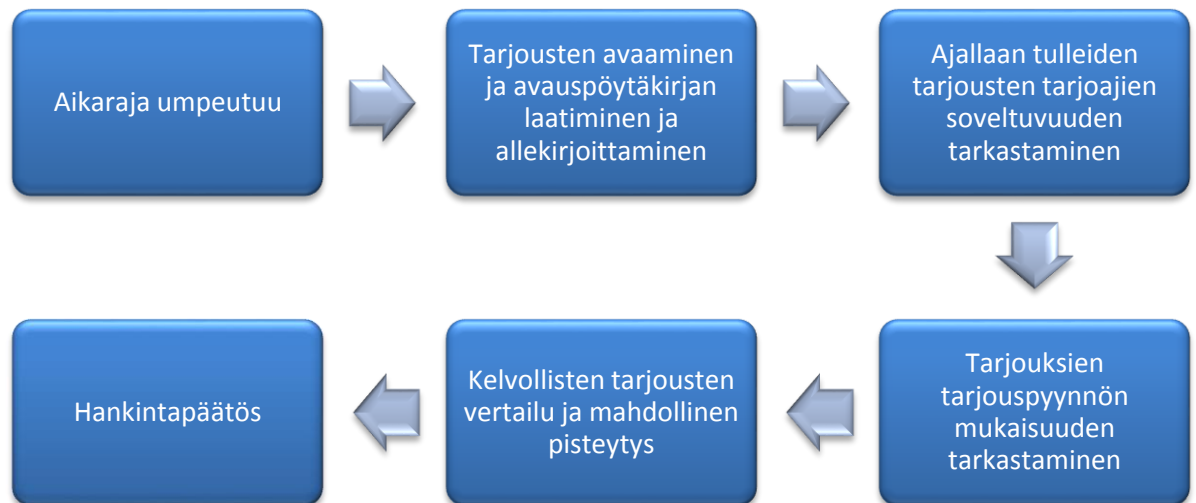 Aikaraja umpeutuu
Tarjousten avaaminen
ja avauspöytäkirjan
laatiminen ja
allekirjoittaminen
Ajallaan tulleiden
tarjousten tarjoajien
soveltuvuuden
tarkastaminen
Tarjouksien
tarjouspyynnön
mukaisuuden
tarkastaminen
Kelvollisten tarjousten
vertailu ja mahdollinen
pisteytys
Hankintapäätös